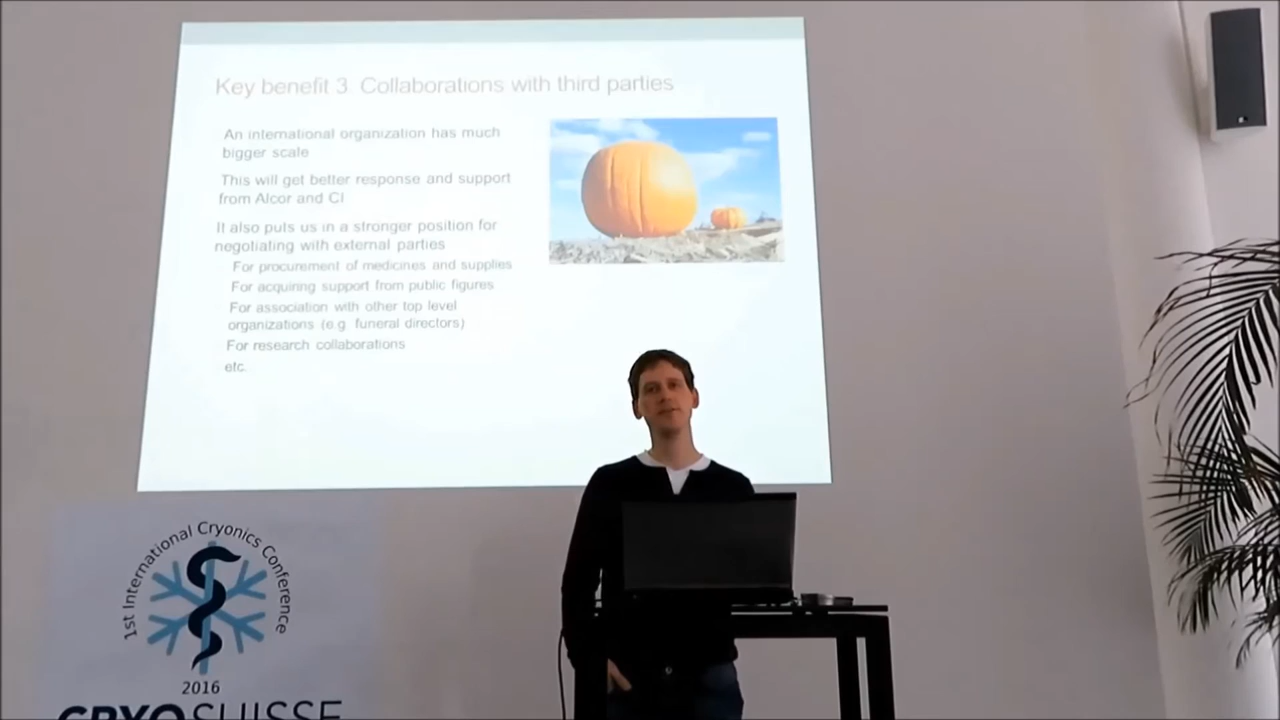 Key benefit 3. Collaborations with third parties
An international organization has much
bigger scale
This will get better response and support
from Alcor and CI
It also puts us in a stronger position for
negotiating with external parties
For procurement of medicines and supplies
For acquiring support from public figures
For association with other top level
organizations (e.g. funeral directors)
For research collaborations
etc.
1st International Cryonics Conference
2016
CRYOSUISSE